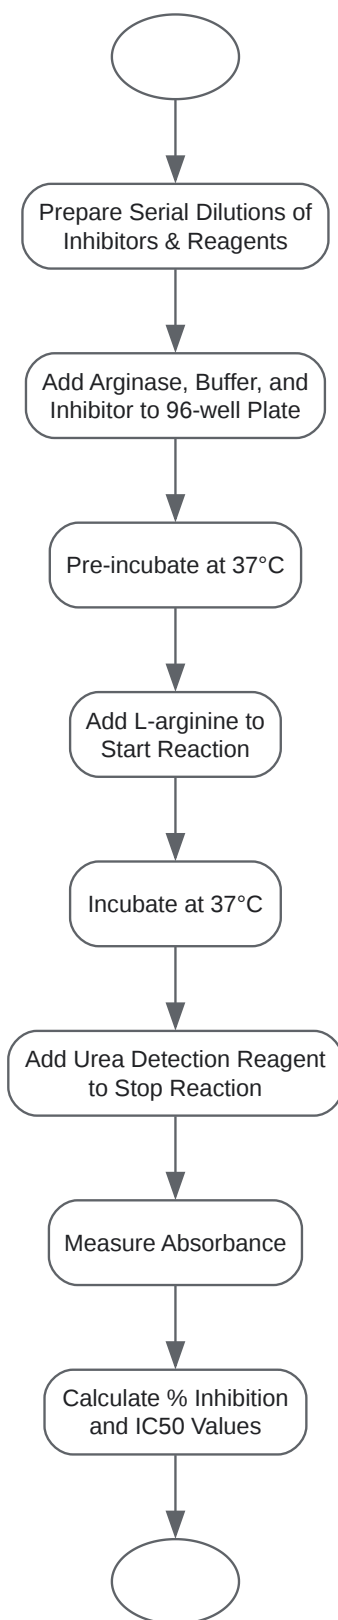 Prepare Serial Dilutions of
Inhibitors & Reagents
Add Arginase, Buffer, and
Inhibitor to 96-well Plate
Pre-incubate at 37°C
Add L-arginine to
Start Reaction
Incubate at 37°C
Add Urea Detection Reagent
to Stop Reaction
Measure Absorbance
Calculate % Inhibition
and IC50 Values